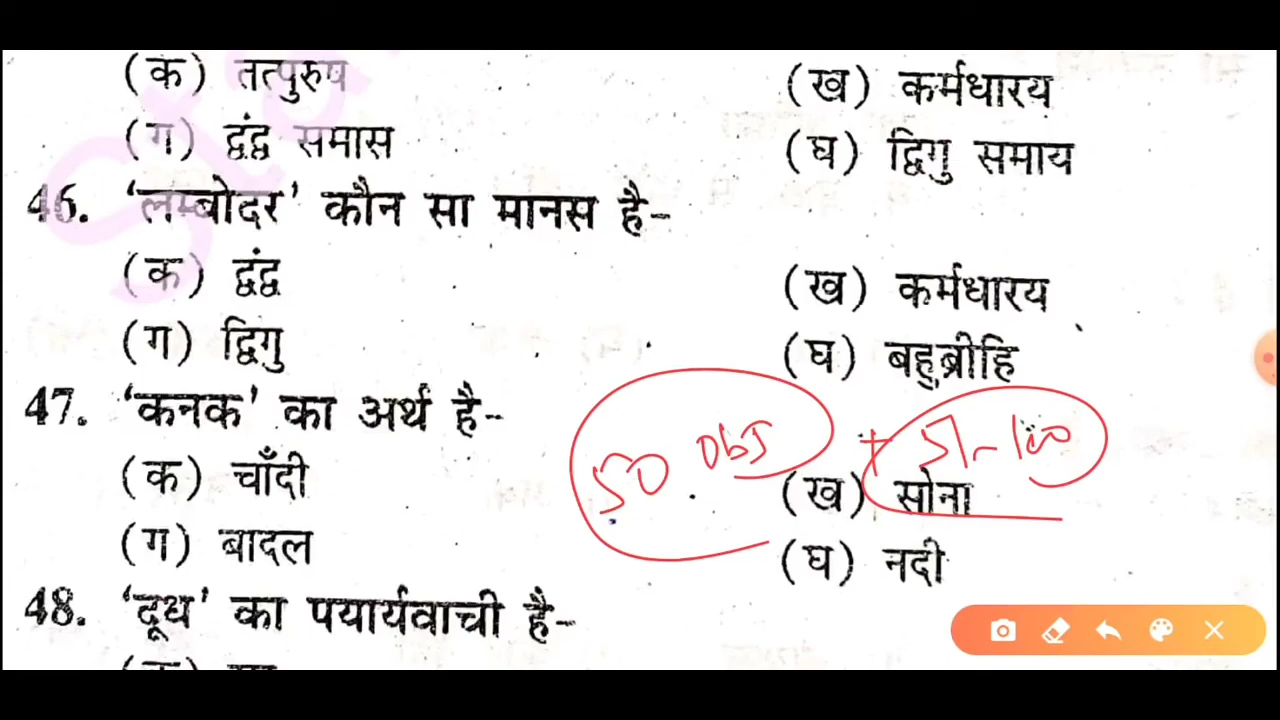 (क) तत्पुरुष (ख) कर्मधारय
(ग) द्वंद्व समास (घ) द्विगु समाय
46. 'लम्बोदर' कौन सा मानस है-
(क) द्वंद्व (ख) कर्मधारय
(ग) द्विगु (घ) बहुब्रीहि
47. 'कनक' का अर्थ है-
50 obj + 51-100
(क) चाँदी (ख) सोना
(ग) बादल (घ) नदी
48. 'दूध' का पयार्यवाची है-